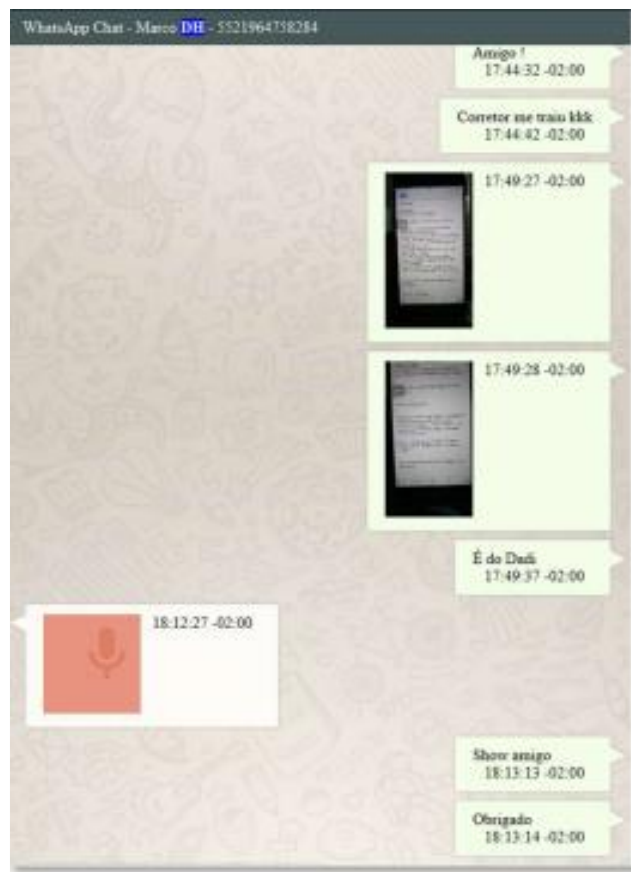 WhatsApp Chat - Marco DH - 5521964758284
Amigo !
17:44:32 -02:00
Corretor me traiu kkk
17:44:42 -02:00
17:49:27 -02:00
17:49:28 -02:00
É do Dadi
17:49:37 -02:00
18:12:27 -02:00
Show amigo
18:13:13 -02:00
Obrigado
18:13:14 -02:00